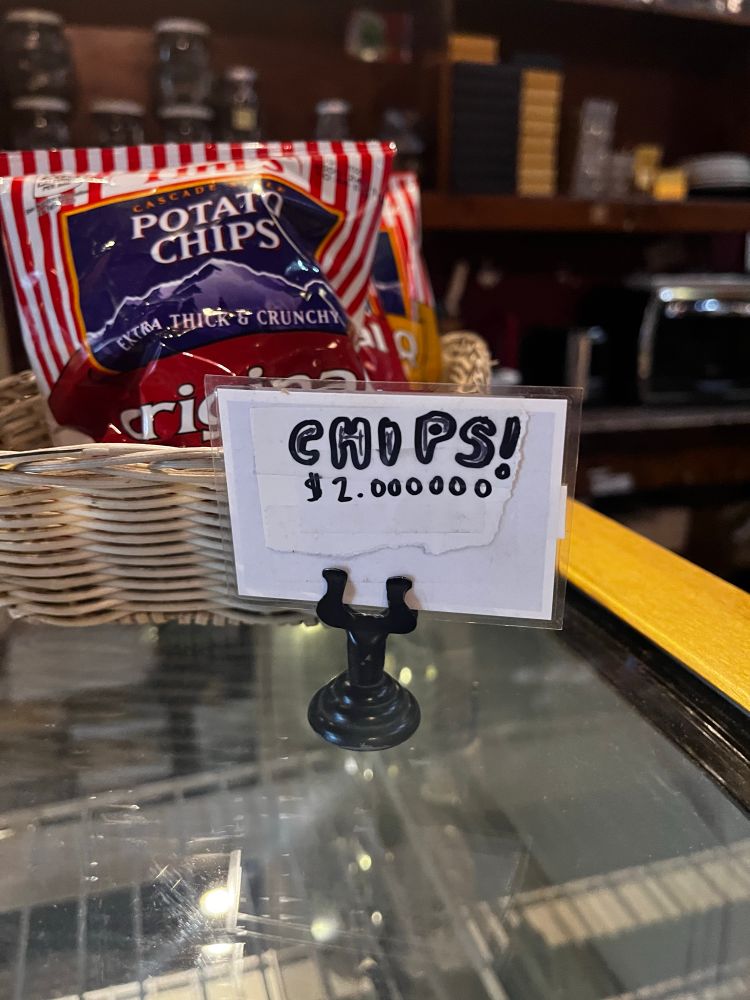 CASCADE
POTATO
CHIPS
EXTRA THICK & CRUNCHY
original
CHIPS!
$2.000000